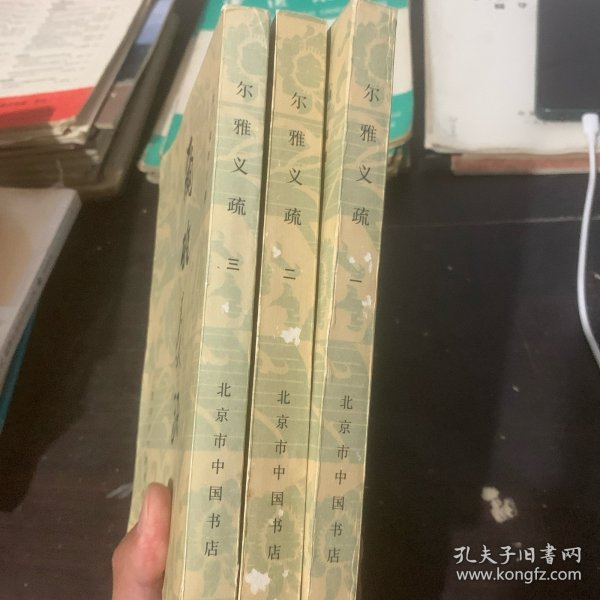 尔雅义疏 三 北京市中国书店
尔雅义疏 二 北京市中国书店
尔雅义疏 一 北京市中国书店
孔夫子旧书网
www.kongfz.com